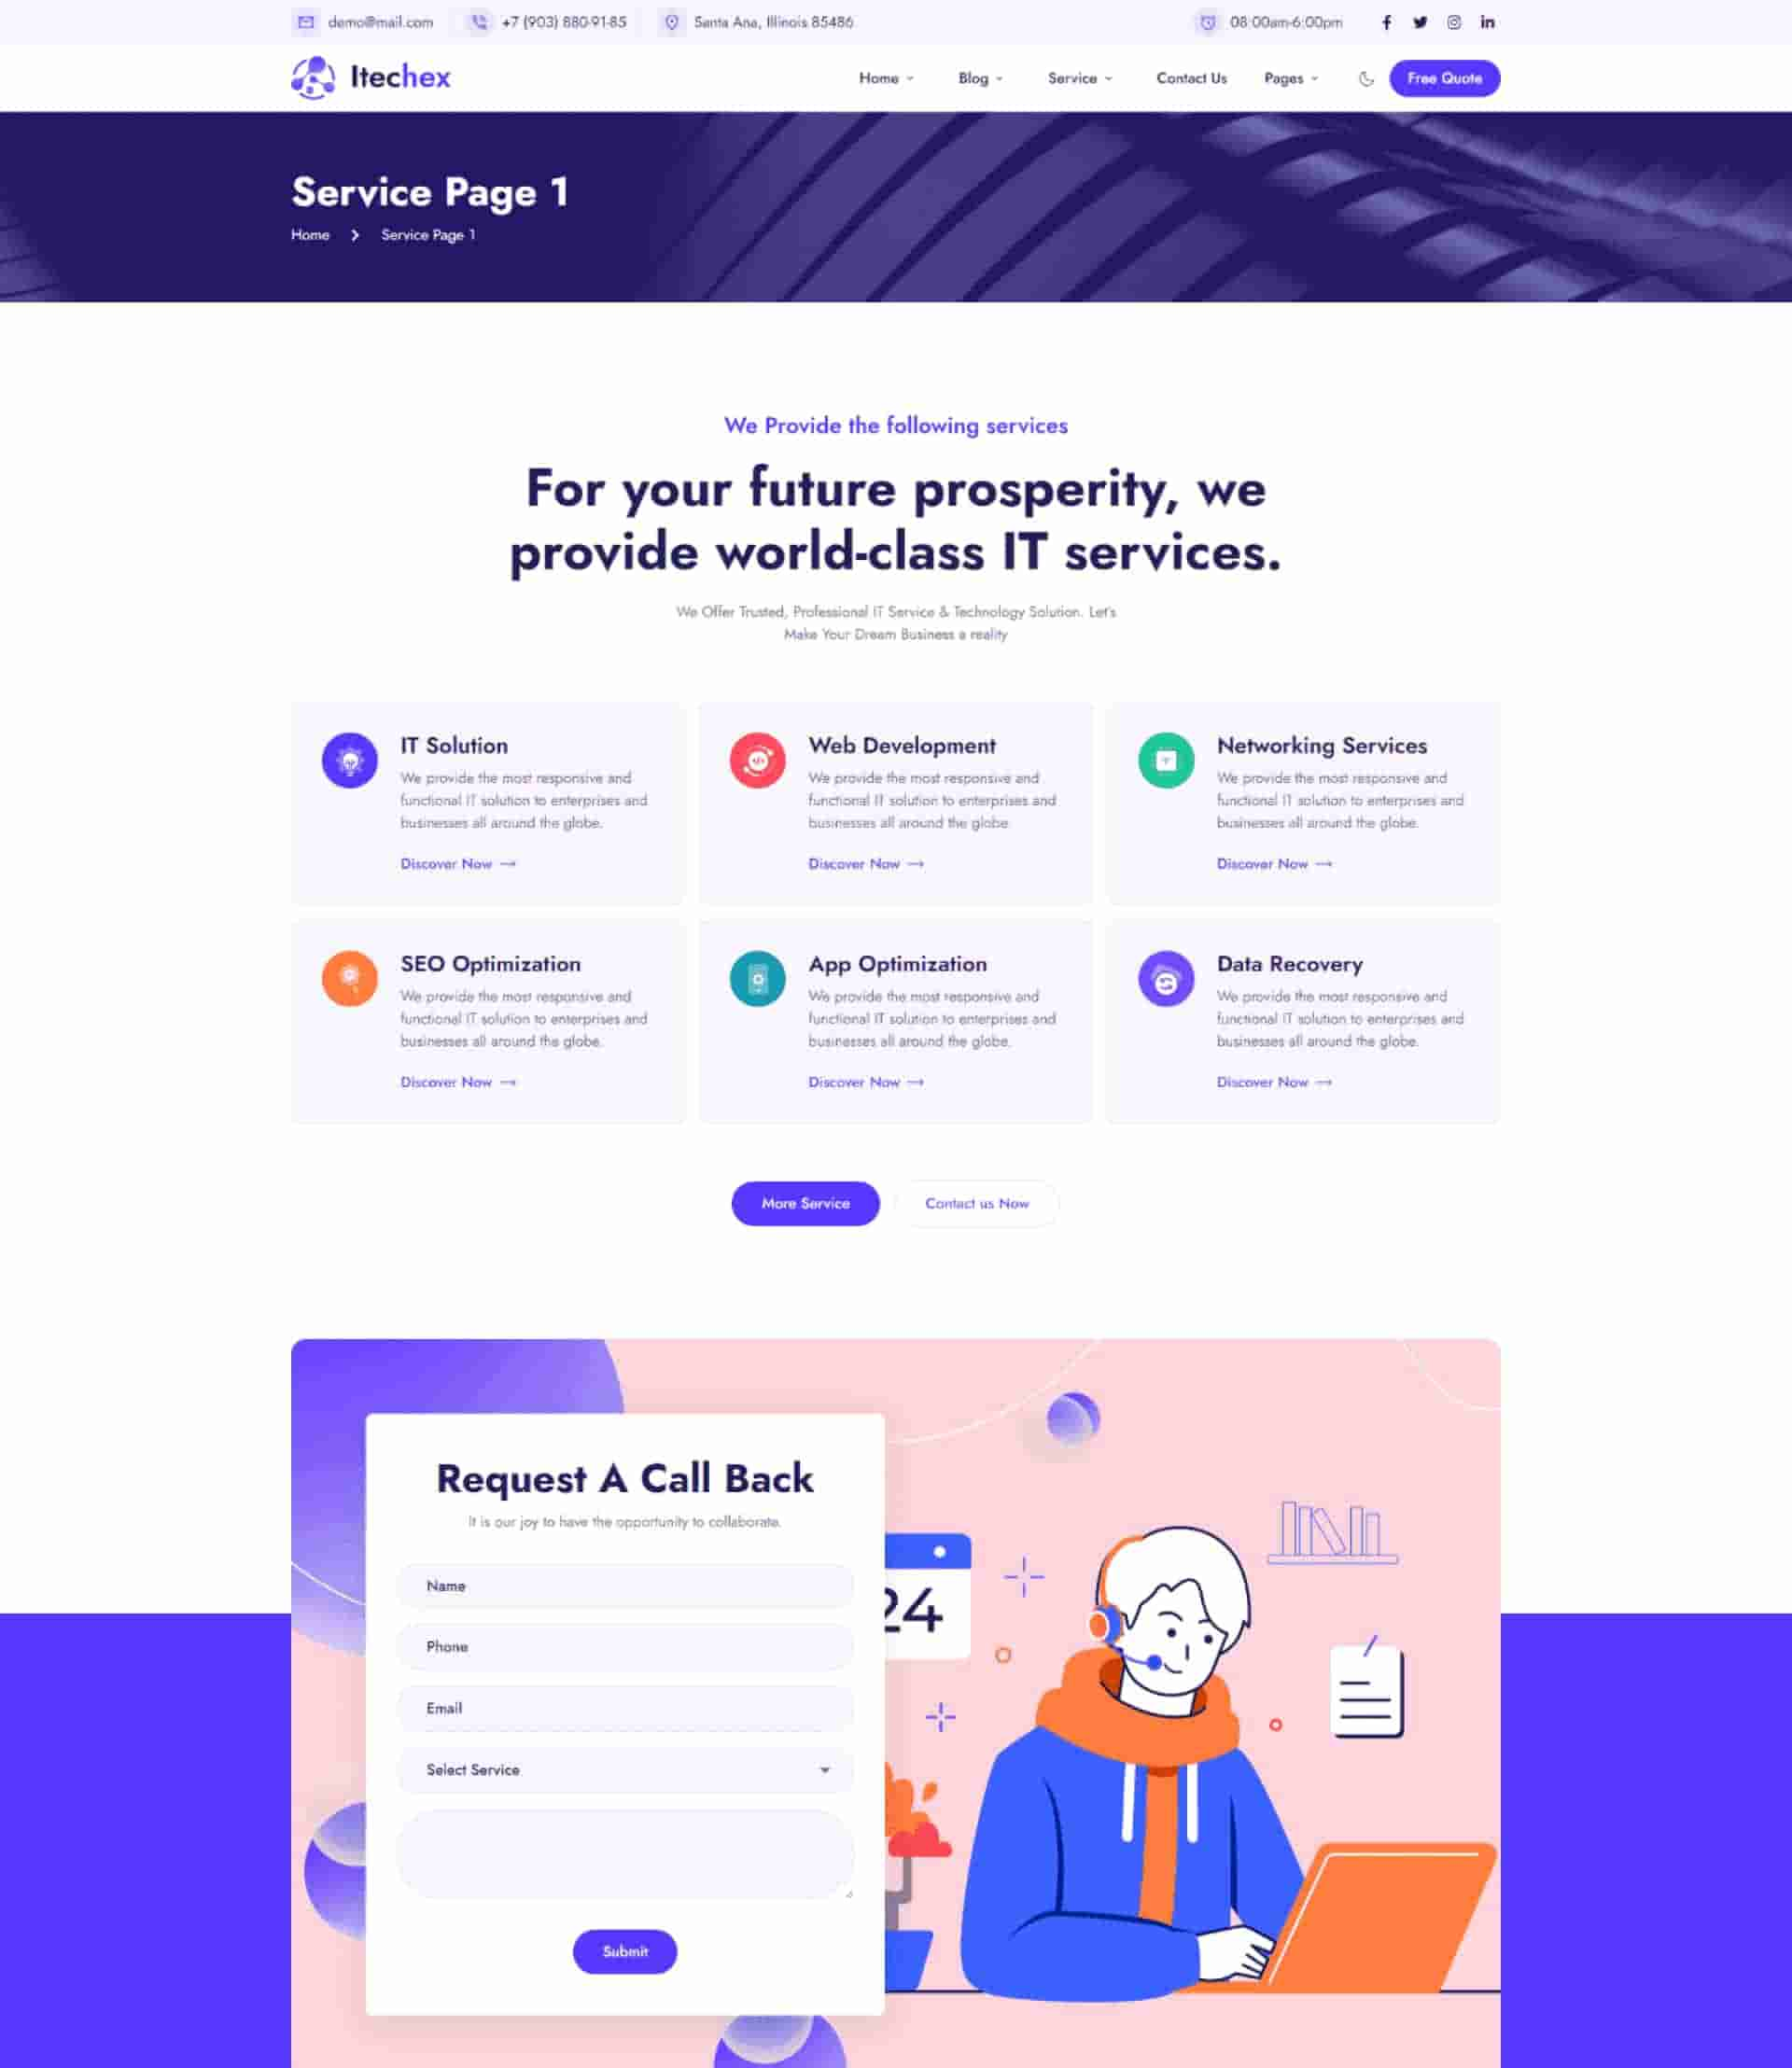 demo@mail.com +7 (903) 880-91-85 Santa Ana, Illinois 85486 08:00am-6:00pm
Itechex Home Blog Service Contact Us Pages Free Quote
Service Page 1
Home Service Page 1
We Provide the following services
For your future prosperity, we
provide world-class IT services.
We Offer Trusted, Professional IT Service & Technology Solution. Let's
Make Your Dream Business a reality
IT Solution
We provide the most responsive and
functional IT solution to enterprises and
businesses all around the globe.
Discover Now
Web Development
We provide the most responsive and
functional IT solution to enterprises and
businesses all around the globe.
Discover Now
Networking Services
We provide the most responsive and
functional IT solution to enterprises and
businesses all around the globe.
Discover Now
SEO Optimization
We provide the most responsive and
functional IT solution to enterprises and
businesses all around the globe.
Discover Now
App Optimization
We provide the most responsive and
functional IT solution to enterprises and
businesses all around the globe.
Discover Now
Data Recovery
We provide the most responsive and
functional IT solution to enterprises and
businesses all around the globe.
Discover Now
More Service Contact us Now
Request A Call Back
It is our joy to have the opportunity to collaborate.
Name
Phone
Email
Select Service
Submit
24